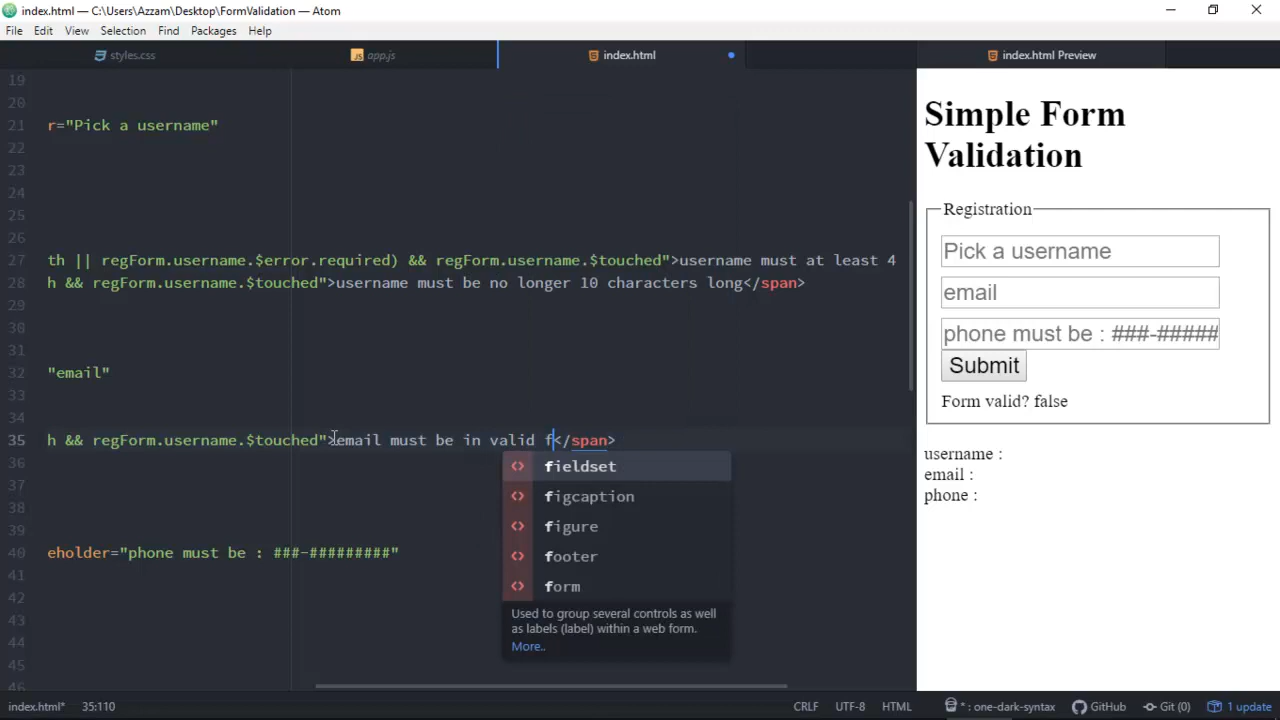 index.html — C:\Users\Azzam\Desktop\FormValidation — Atom
File Edit View Selection Find Packages Help
styles.css app.js index.html index.html Preview
19
20
21 r="Pick a username"
22
23
24
25
26
27 th || regForm.username.$error.required) && regForm.username.$touched">username must at least 4
28 h && regForm.username.$touched">username must be no longer 10 characters long</span>
29
30
31
32 "email"
33
34
35 h && regForm.username.$touched">email must be in valid f</span>
36
37
38
39
40 eholder="phone must be : ###-#########"
41
42
43
44
45
46
<> fieldset
<> figcaption
<> figure
<> footer
<> form
Used to group several controls as well
as labels (label) within a web form.
More..
Simple Form
Validation
Registration
Pick a username
email
phone must be : ###-#####
Submit
Form valid? false
username :
email :
phone :
index.html* 35:110 CRLF UTF-8 HTML * : one-dark-syntax GitHub Git (0) 1 update